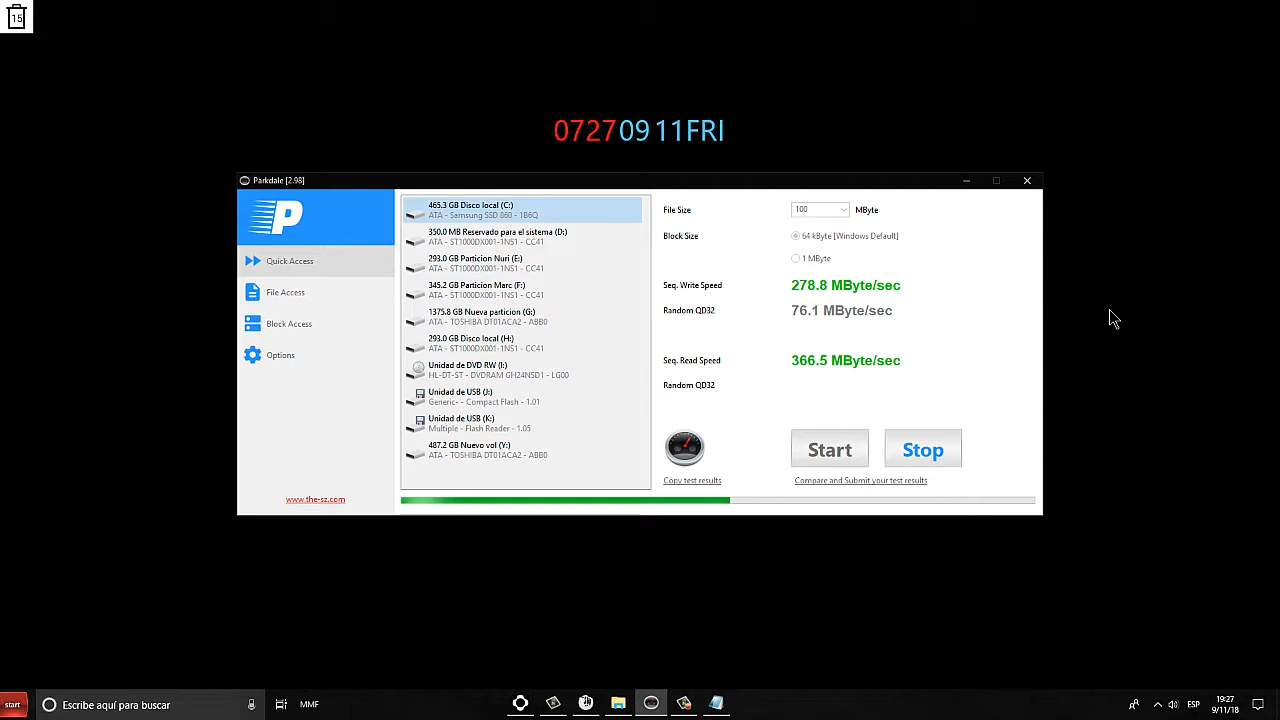 15
072709 11FRI
Parkdale [2.98]
P
Quick Access
File Access
Block Access
Options
www.the-sz.com
465.3 GB Disco local (C:)
ATA - Samsung SSD 860 - 1B6Q
350.0 MB Reservado para el sistema (D:)
ATA - ST1000DX001-1NS1 - CC41
293.0 GB Particion Nuri (E:)
ATA - ST1000DX001-1NS1 - CC41
345.2 GB Particion Marc (F:)
ATA - ST1000DX001-1NS1 - CC41
1375.8 GB Nueva particion (G:)
ATA - TOSHIBA DT01ACA2 - ABB0
293.0 GB Disco local (H:)
ATA - ST1000DX001-1NS1 - CC41
Unidad de DVD RW (I:)
HL-DT-ST - DVDRAM GH24NSD1 - LG00
Unidad de USB (J:)
Generic- - Compact Flash - 1.01
Unidad de USB (K:)
Multiple - Flash Reader - 1.05
487.2 GB Nuevo vol (Y:)
ATA - TOSHIBA DT01ACA2 - ABB0
File Size 100 MByte
Block Size 64 kByte [Windows Default]
1 MByte
Seq. Write Speed 278.8 MByte/sec
Random QD32 76.1 MByte/sec
Seq. Read Speed 366.5 MByte/sec
Random QD32
Start Stop
Copy test results Compare and Submit your test results
start Escribe aquí para buscar MMF ESP 19:27
9/11/18